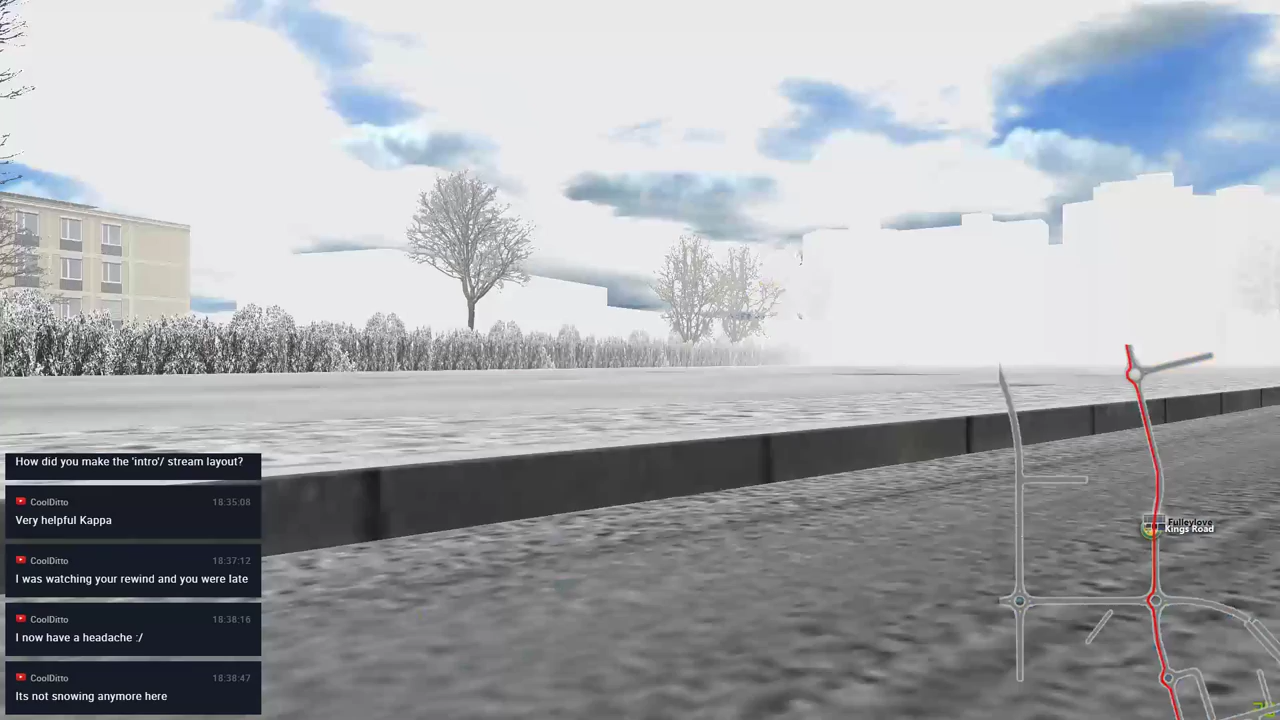 How did you make the 'intro'/ stream layout?
CoolDitto 18:35:08
Very helpful Kappa
CoolDitto 18:37:12
I was watching your rewind and you were late
CoolDitto 18:38:16
I now have a headache :/
CoolDitto 18:38:47
Its not snowing anymore here
Fulleylove
Kings Road